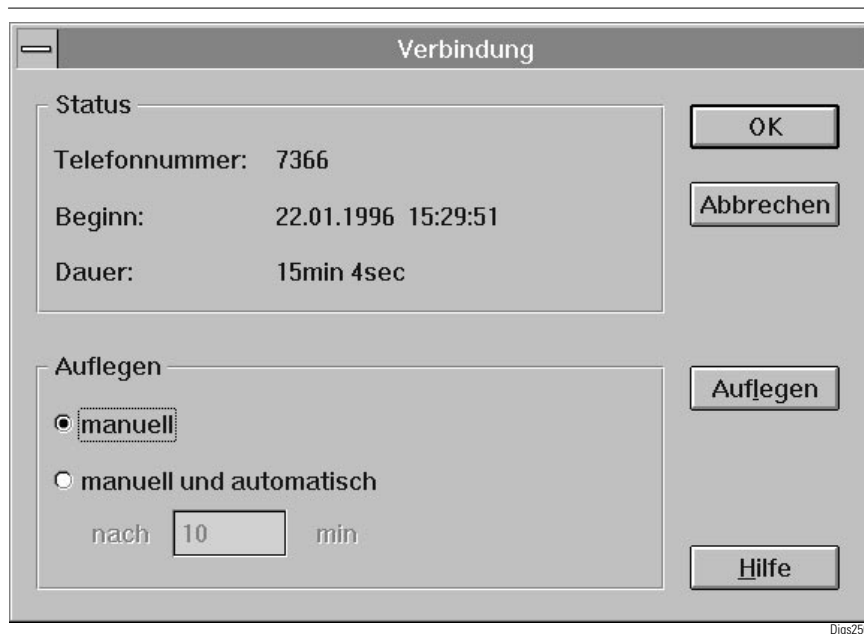 Verbindung
Status
Telefonnummer: 7366
Beginn: 22.01.1996 15:29:51
Dauer: 15min 4sec
OK
Abbrechen
Auflegen
manuell
manuell und automatisch
nach 10 min
Auflegen
Hilfe
Digs25